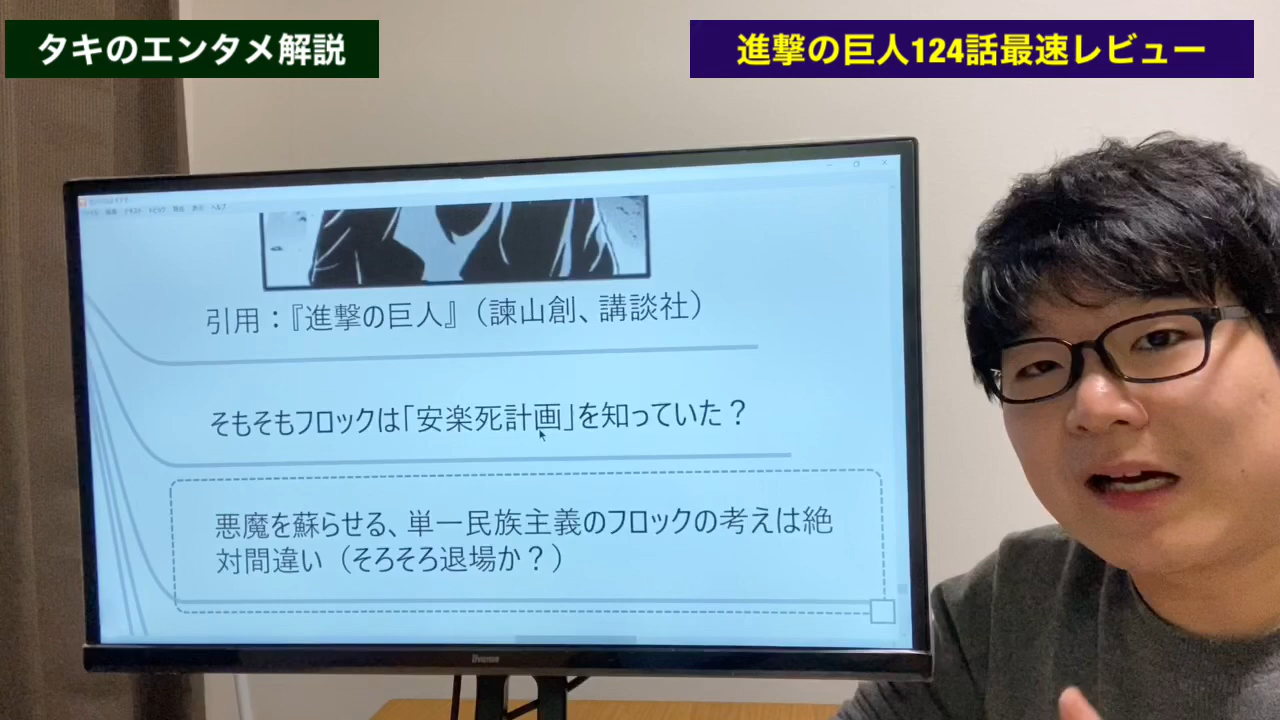 タキのエンタメ解説
進撃の巨人124話最速レビュー
引用：『進撃の巨人』（諫山創、講談社）
そもそもフロックは「安楽死計画」を知っていた？
悪魔を蘇らせる、単一民族主義のフロックの考えは絶
対間違い（そろそろ退場か？）
iiyama